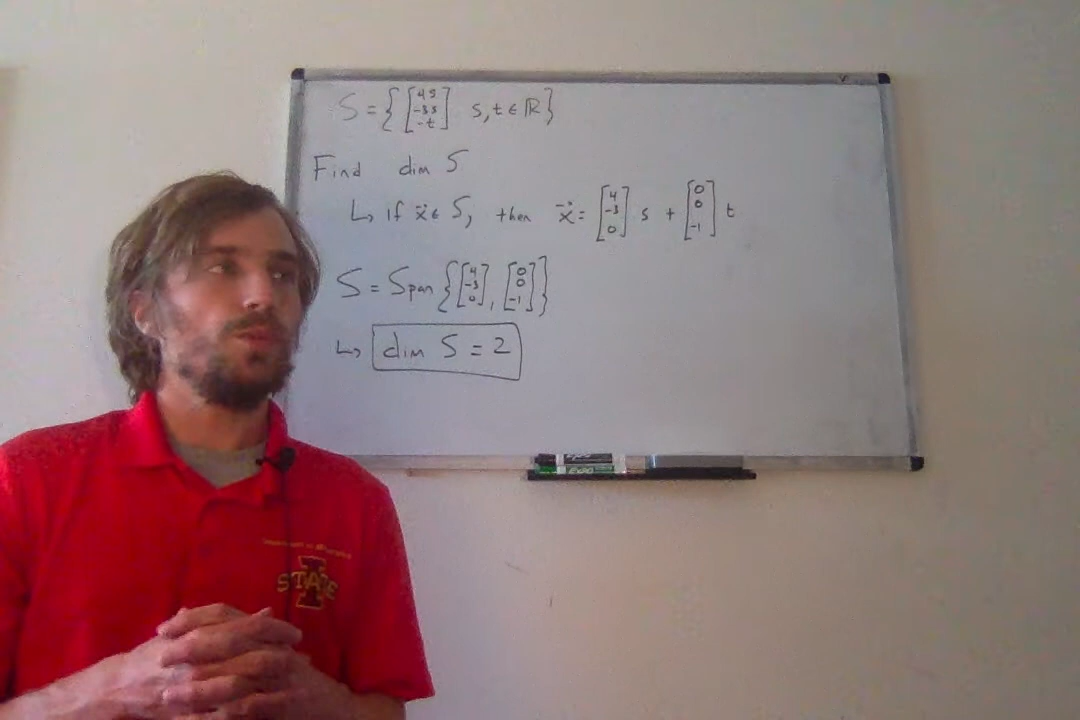 S = { [4s -3s -t] s, t ∈ ℝ }
Find dim S
↳ if x⃗ ∈ S, then x⃗ = [4 -3 0] s + [0 0 -1] t
S = Span { [4 -3 0], [0 0 -1] }
↳ dim S = 2
STATE